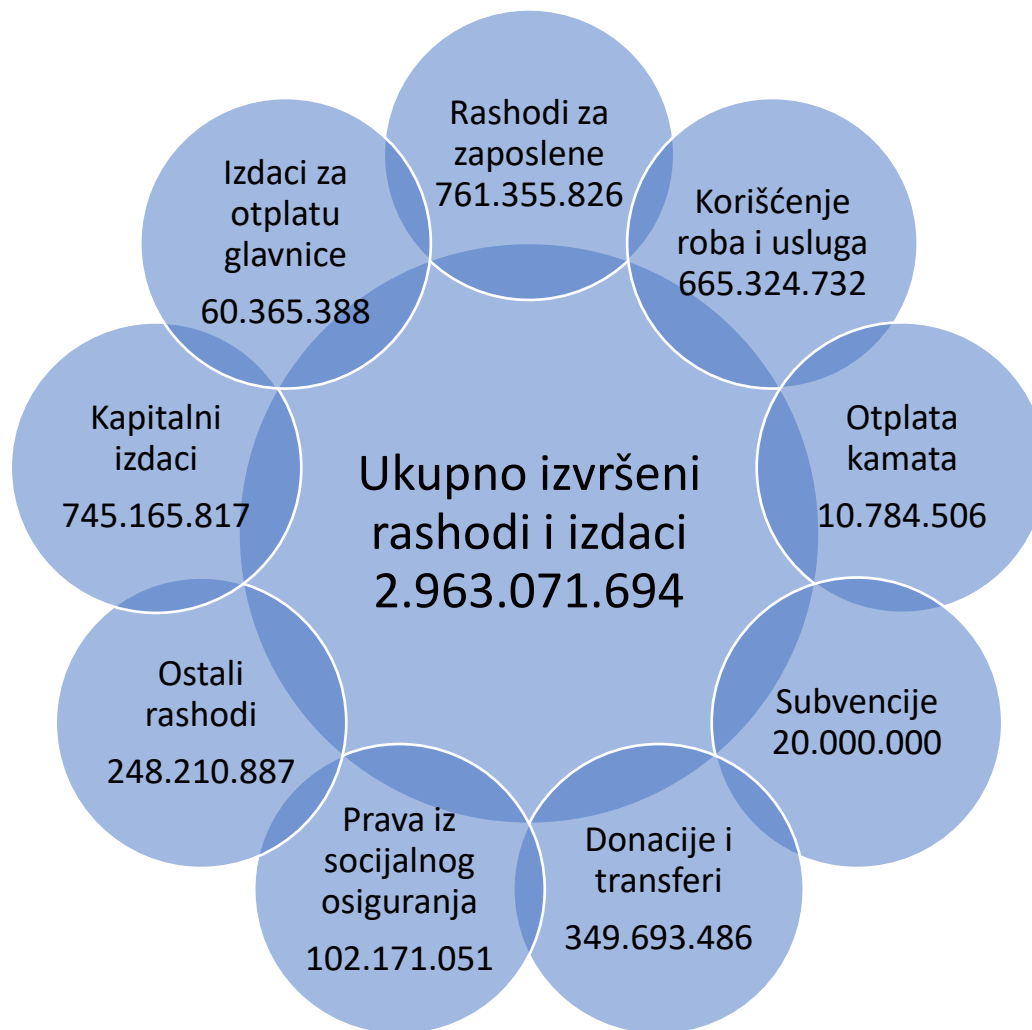 Rashodi za
zaposlene
761.355.826
Korišćenje
roba i usluga
665.324.732
Otplata
kamata
10.784.506
Subvencije
20.000.000
Donacije i
transferi
349.693.486
Prava iz
socijalnog
osiguranja
102.171.051
Ostali
rashodi
248.210.887
Kapitalni
izdaci
745.165.817
Izdaci za
otplatu
glavnice
60.365.388
Ukupno izvršeni
rashodi i izdaci
2.963.071.694